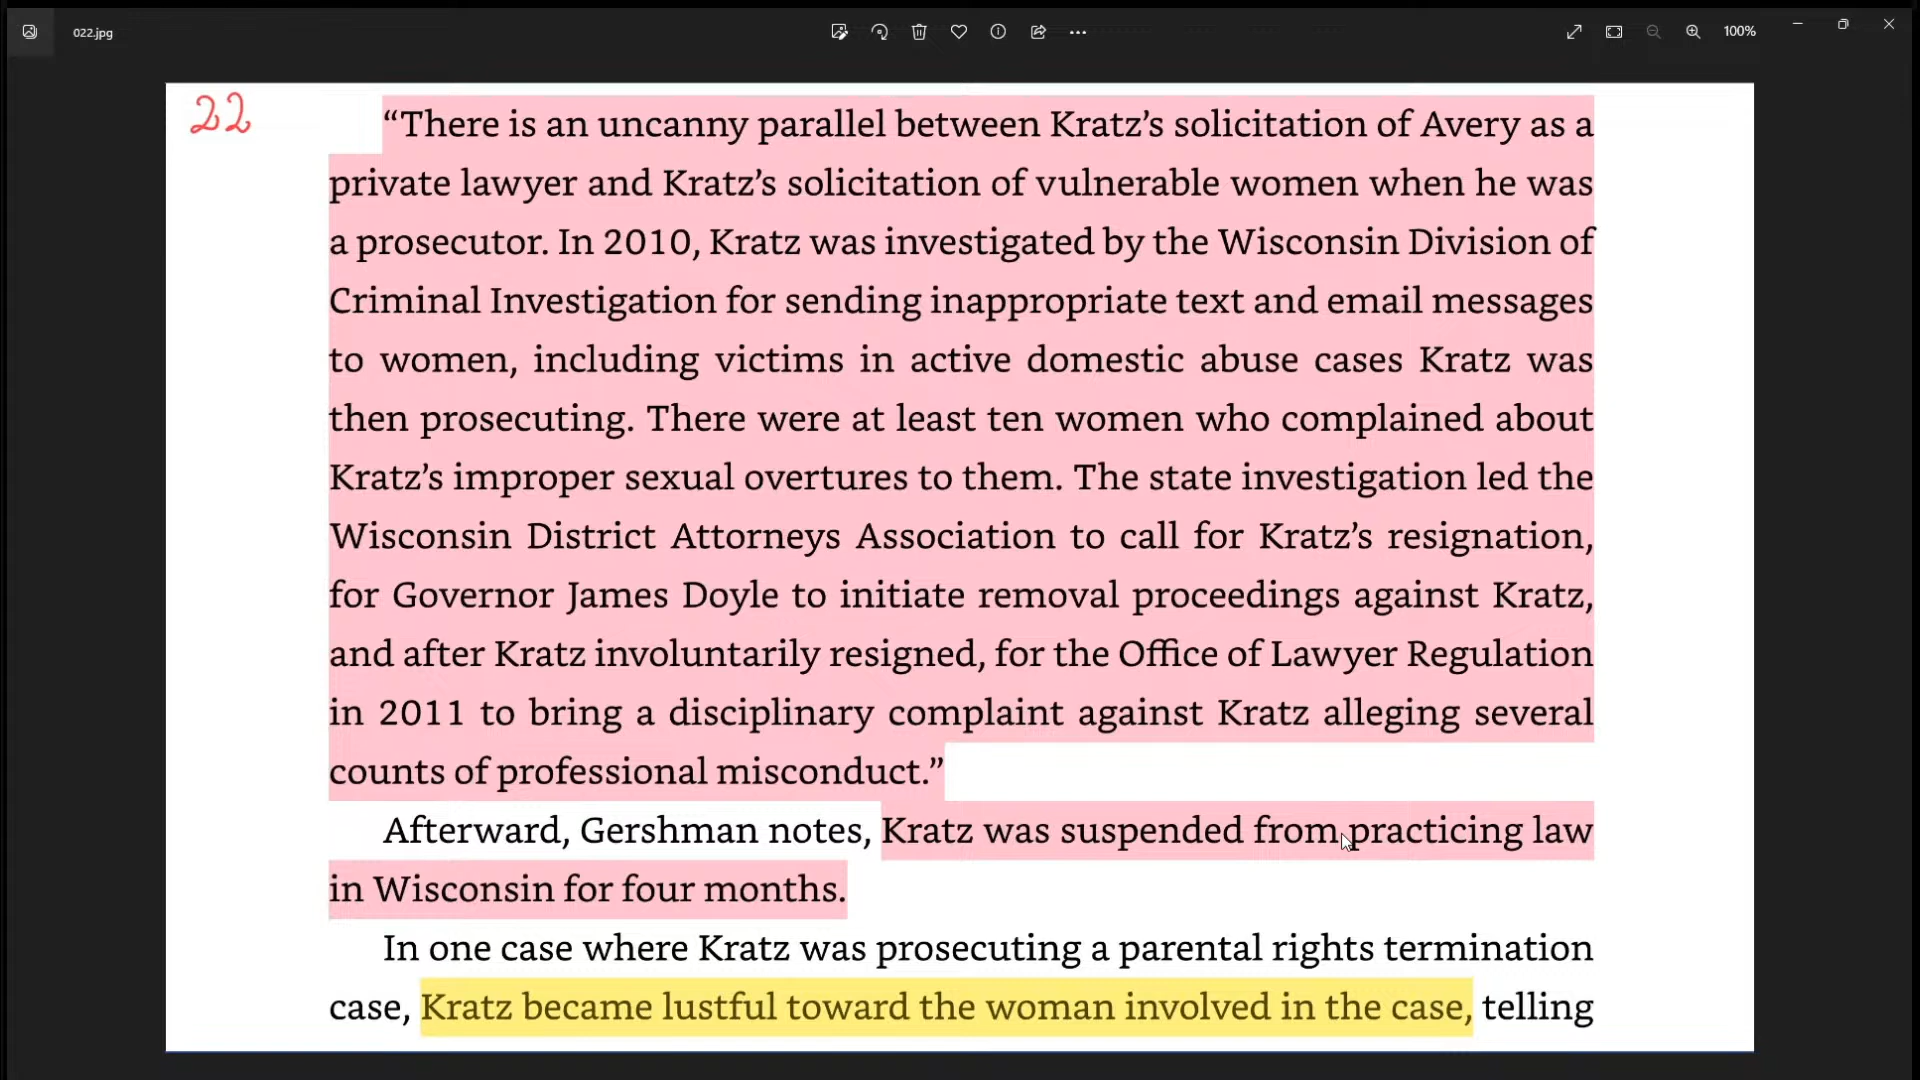 022.jpg
100%
22
“There is an uncanny parallel between Kratz’s solicitation of Avery as a
private lawyer and Kratz’s solicitation of vulnerable women when he was
a prosecutor. In 2010, Kratz was investigated by the Wisconsin Division of
Criminal Investigation for sending inappropriate text and email messages
to women, including victims in active domestic abuse cases Kratz was
then prosecuting. There were at least ten women who complained about
Kratz’s improper sexual overtures to them. The state investigation led the
Wisconsin District Attorneys Association to call for Kratz’s resignation,
for Governor James Doyle to initiate removal proceedings against Kratz,
and after Kratz involuntarily resigned, for the Office of Lawyer Regulation
in 2011 to bring a disciplinary complaint against Kratz alleging several
counts of professional misconduct.”
Afterward, Gershman notes, Kratz was suspended from practicing law
in Wisconsin for four months.
In one case where Kratz was prosecuting a parental rights termination
case, Kratz became lustful toward the woman involved in the case, telling